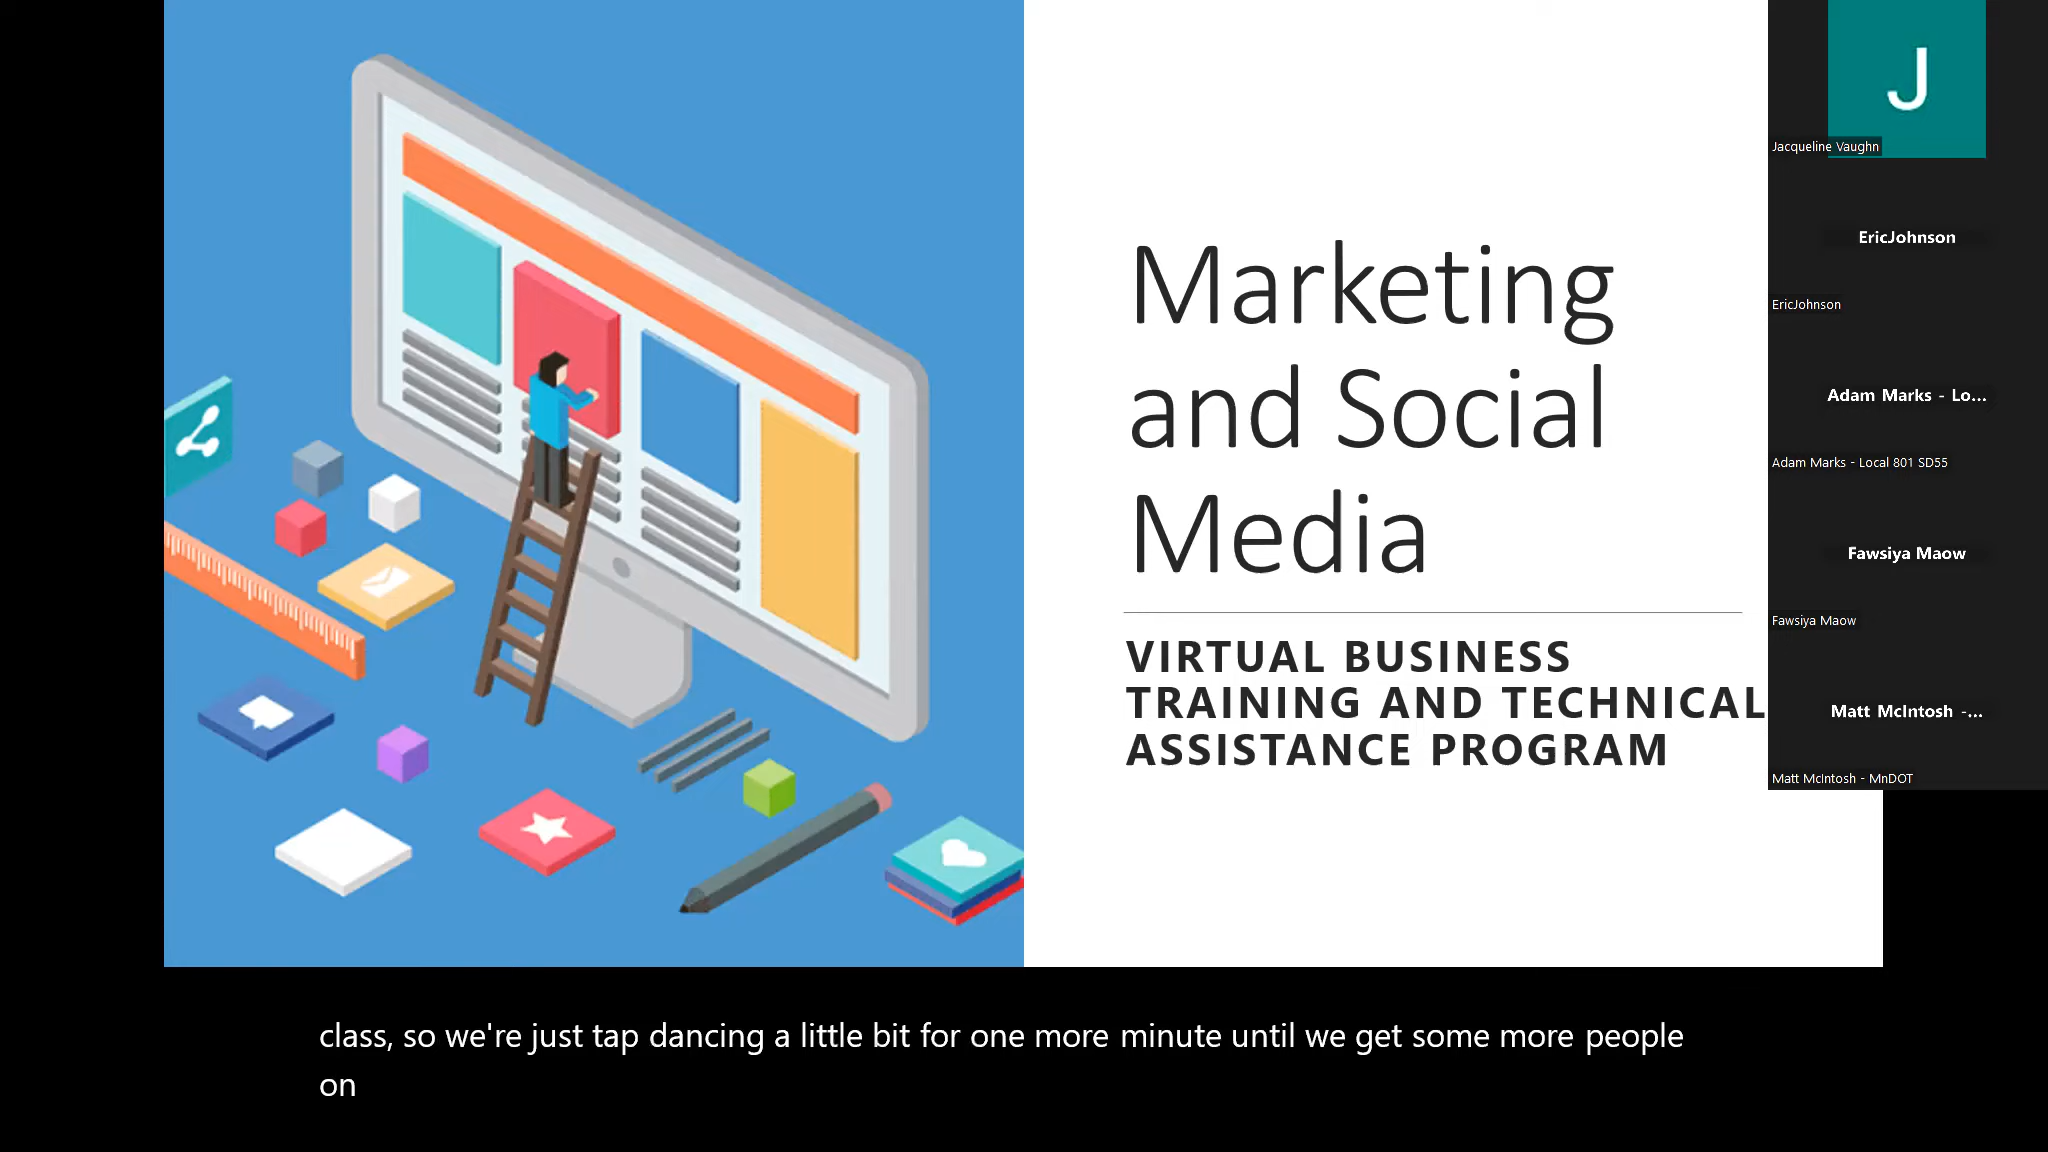 Marketing
and Social
Media
VIRTUAL BUSINESS
TRAINING AND TECHNICAL
ASSISTANCE PROGRAM
J
Jacqueline Vaughn
EricJohnson
EricJohnson
Adam Marks - Lo...
Adam Marks - Local 801 SD55
Fawsiya Maow
Fawsiya Maow
Matt McIntosh -...
Matt McIntosh - MnDOT
class, so we're just tap dancing a little bit for one more minute until we get some more people
on